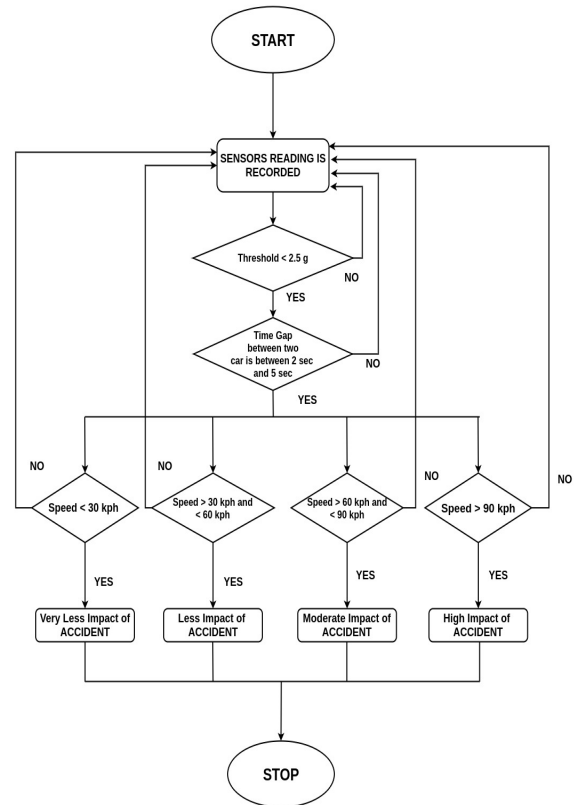 START
SENSORS READING IS
RECORDED
Threshold < 2.5 g
NO
YES
Time Gap
between two
car is between 2 sec
and 5 sec
NO
YES
NO
NO
NO
NO
Speed < 30 kph
Speed > 30 kph and
< 60 kph
Speed > 60 kph and
< 90 kph
Speed > 90 kph
YES
YES
YES
YES
Very Less Impact of
ACCIDENT
Less Impact of
ACCIDENT
Moderate Impact of
ACCIDENT
High Impact of
ACCIDENT
STOP